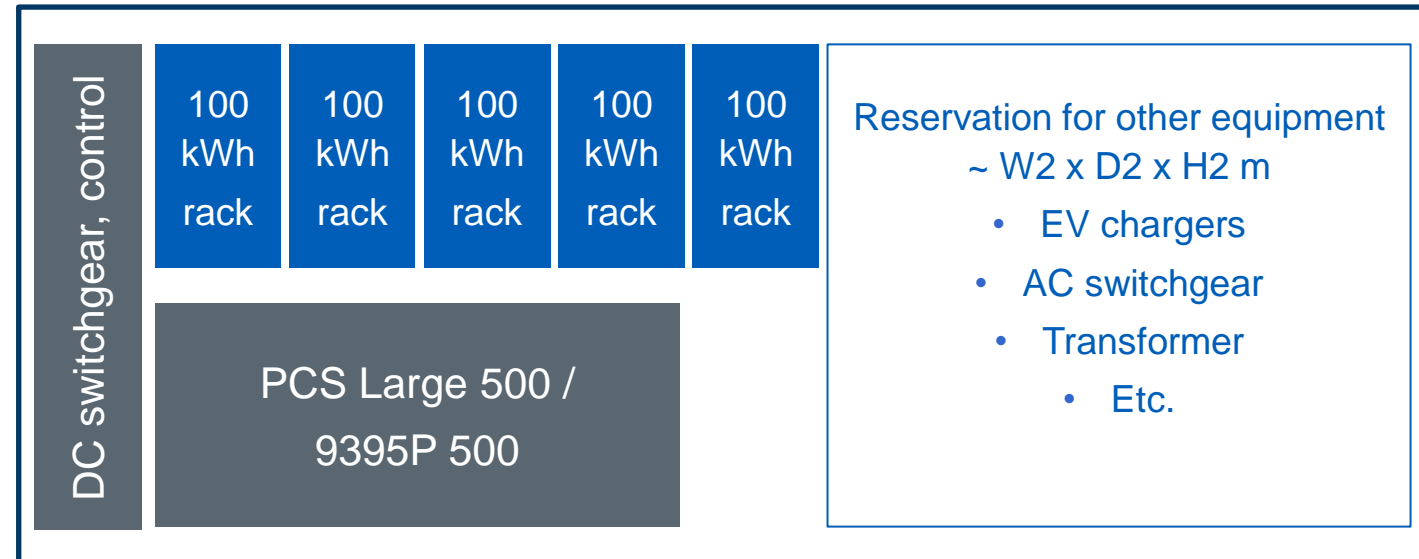 DC switchgear, control
100
kWh
rack
100
kWh
rack
100
kWh
rack
100
kWh
rack
100
kWh
rack
PCS Large 500 /
9395P 500
Reservation for other equipment
~ W2 x D2 x H2 m
• EV chargers
• AC switchgear
• Transformer
• Etc.